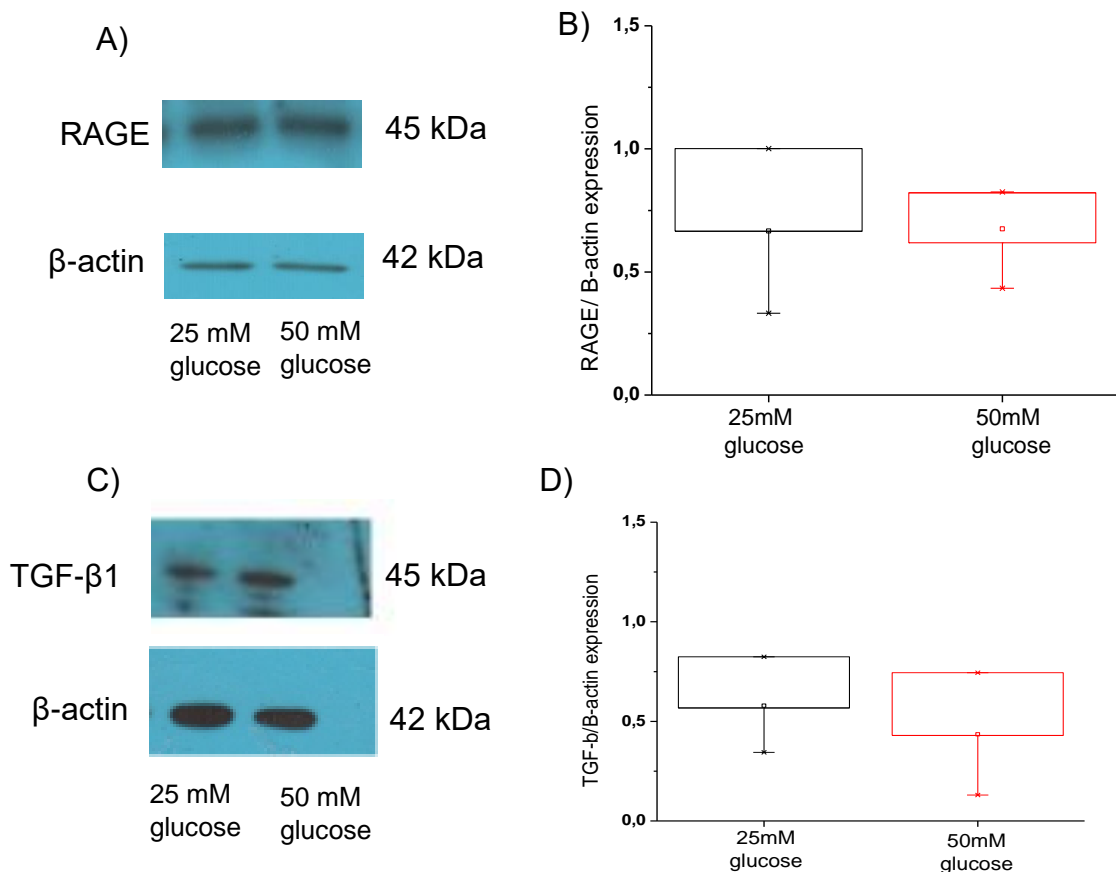 A)
RAGE
45 kDa
β-actin
42 kDa
25 mM
glucose
50 mM
glucose
B)
RAGE/ B-actin expression
1,5
1,0
0,5
0,0
25mM
glucose
50mM
glucose
C)
TGF-β1
45 kDa
β-actin
42 kDa
25 mM
glucose
50 mM
glucose
D)
TGF-b/B-actin expression
1,5
1,0
0,5
0,0
25mM
glucose
50mM
glucose